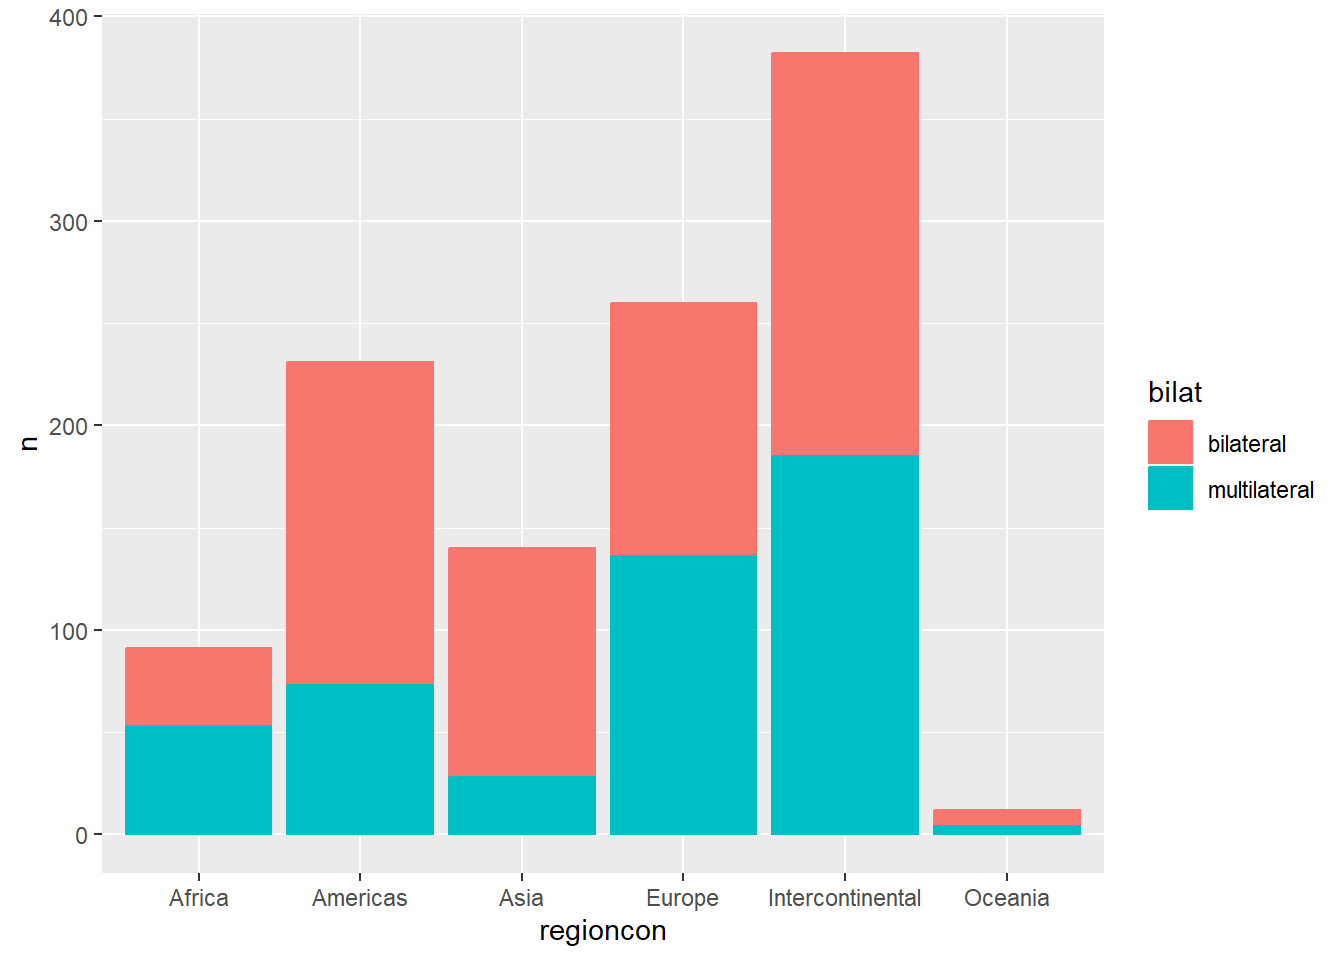 400
300
200
100
0
n
Africa Americas Asia Europe Intercontinental Oceania
regioncon
bilat
bilateral
multilateral